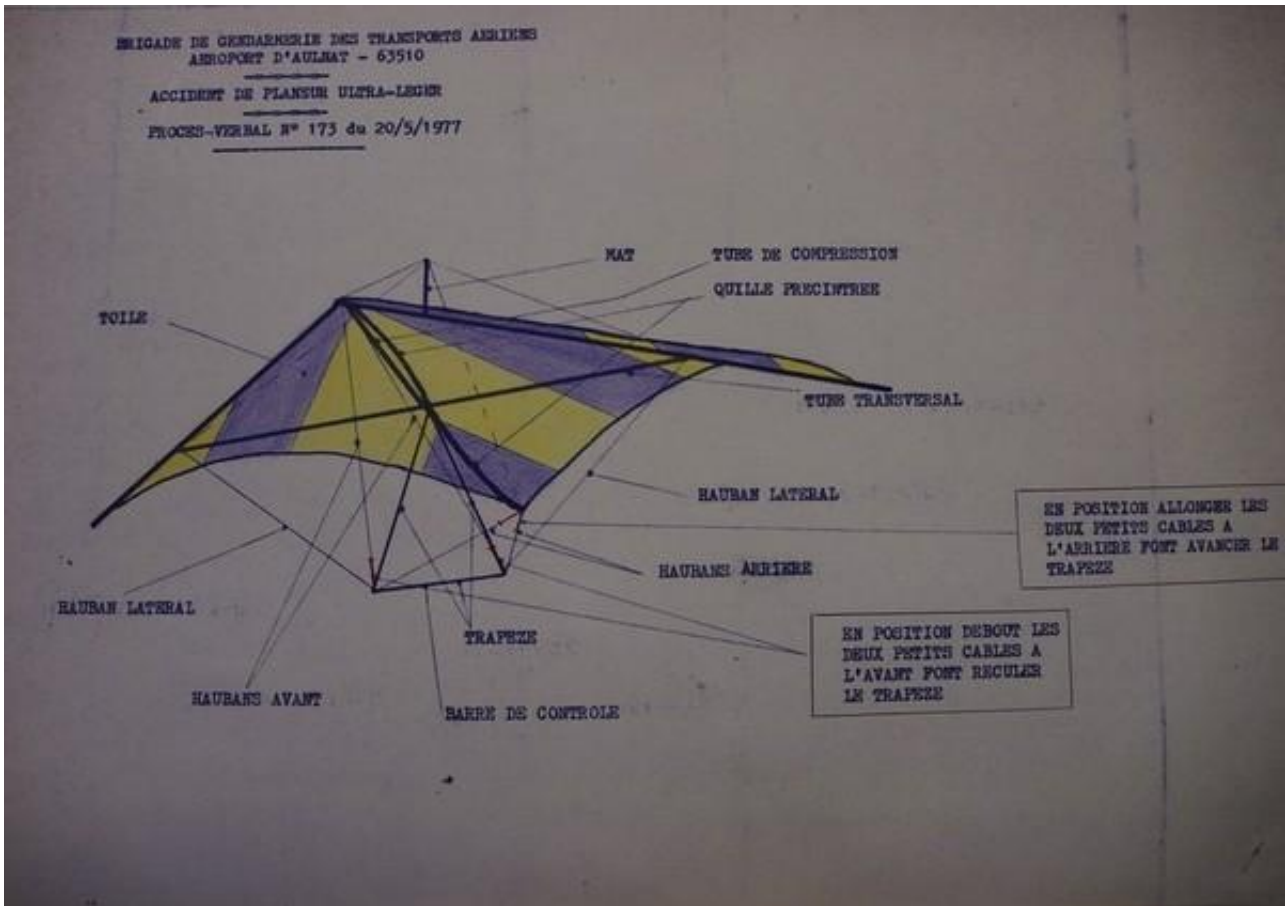 BRIGADE DE GENDARMERIE DES TRANSPORTS AERIENS
AEROPORT D'AULNAT - 63510
ACCIDENT DE PLANEUR ULTRA-LEGER
PROCES-VERBAL N° 173 du 20/5/1977
MAT
TUBE DE COMPRESSION
QUILLE PRECINTREE
TOILE
TUBE TRANSVERSAL
HAUBAN LATERAL
EN POSITION ALLONGER LES
DEUX PETITS CABLES A
L'ARRIERE FONT AVANCER LE
TRAPEZE
HAUBANS ARRIERE
HAUBAN LATERAL
TRAPEZE
EN POSITION DEBOUT LES
DEUX PETITS CABLES A
L'AVANT FONT RECULER
LE TRAPEZE
HAUBANS AVANT
BARRE DE CONTROLE